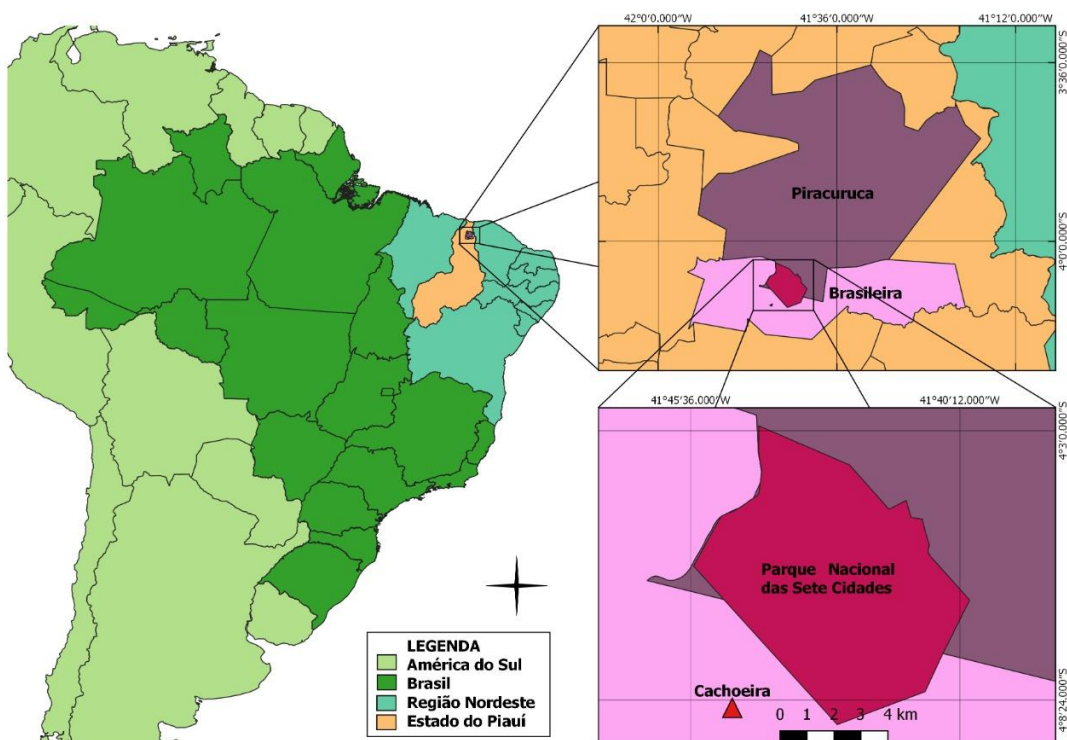 42°0'0.000"W
41°36'0.000"W
41°12'0.000"W
3°36'0.000"S
4°0'0.000"S
Piracuruca
Brasileira
41°45'36.000"W
41°40'12.000"W
4°3'0.000"S
4°8'24.000"S
Parque Nacional
das Sete Cidades
Cachoeira
0 1 2 3 4 km
LEGENDA
América do Sul
Brasil
Região Nordeste
Estado do Piauí